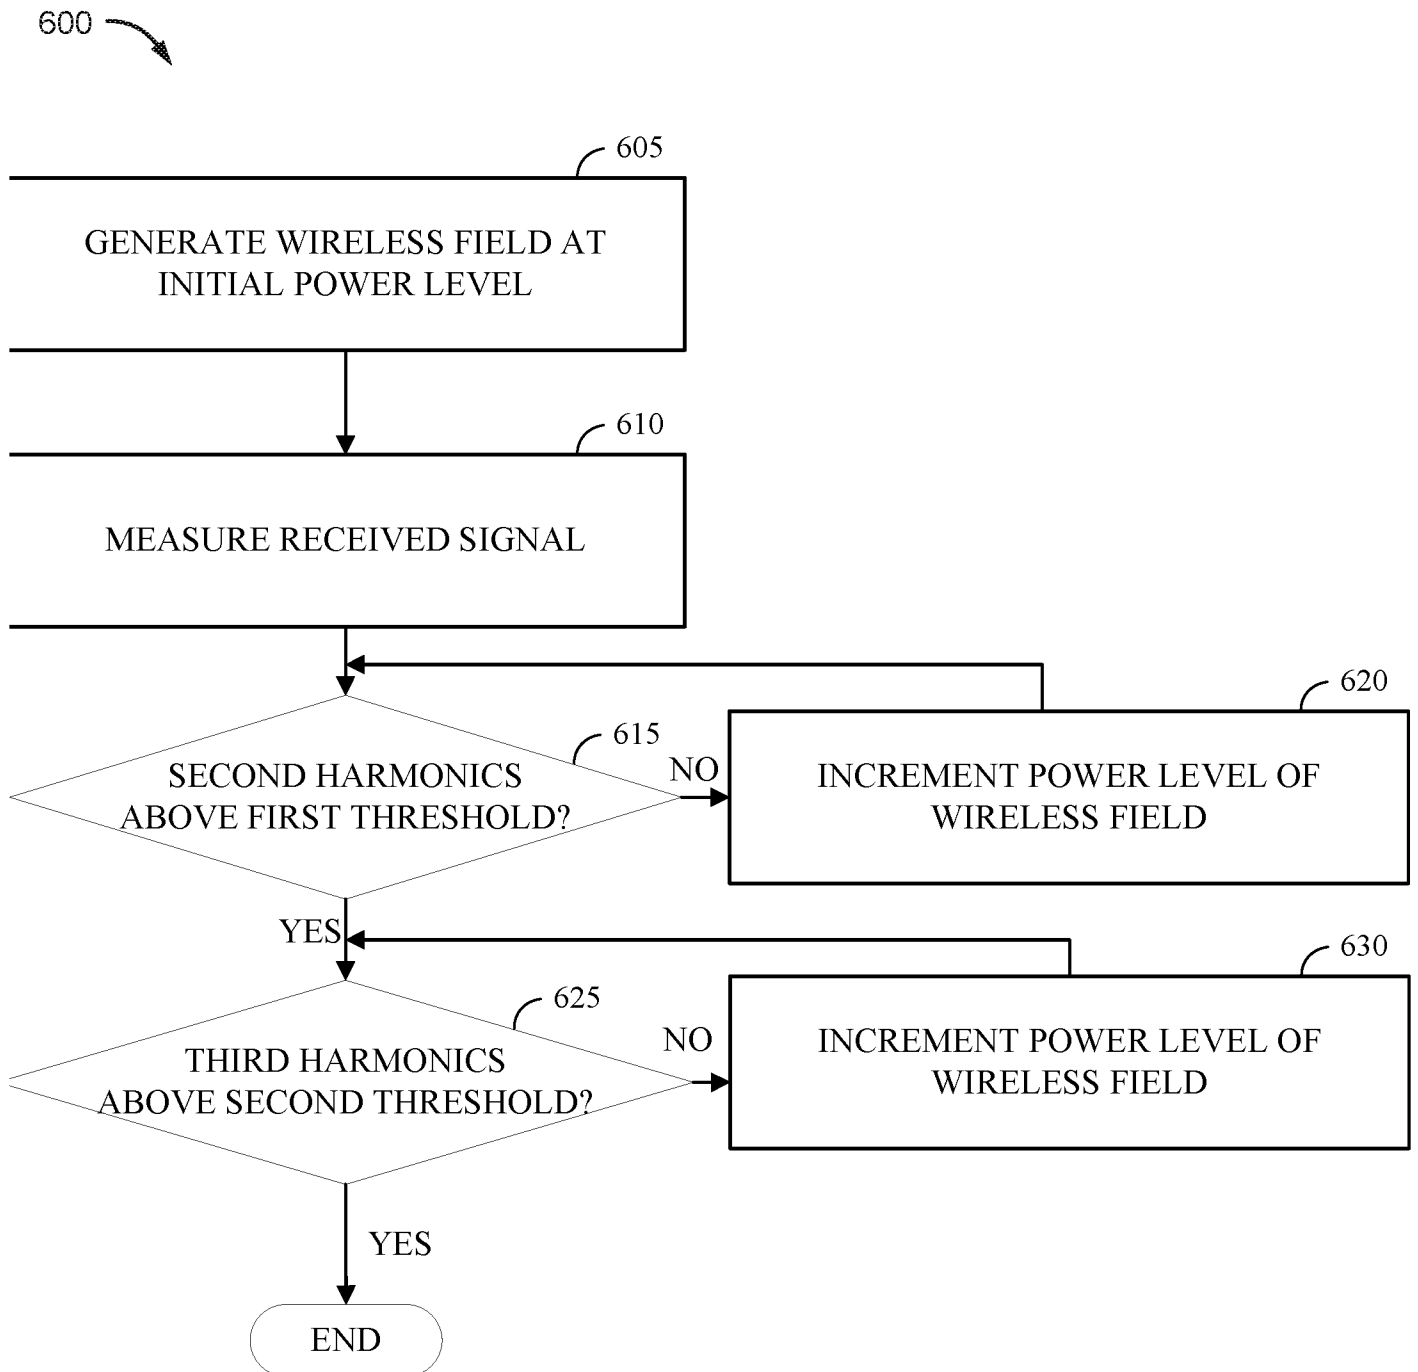 600
605
GENERATE WIRELESS FIELD AT
INITIAL POWER LEVEL
610
MEASURE RECEIVED SIGNAL
615
SECOND HARMONICS
ABOVE FIRST THRESHOLD?
NO
620
INCREMENT POWER LEVEL OF
WIRELESS FIELD
YES
625
THIRD HARMONICS
ABOVE SECOND THRESHOLD?
NO
630
INCREMENT POWER LEVEL OF
WIRELESS FIELD
YES
END